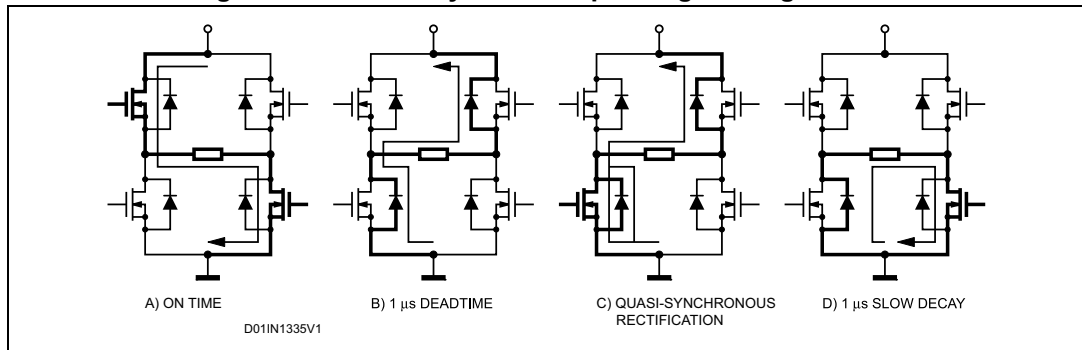 A) ON TIME
B) 1 μs DEADTIME
C) QUASI-SYNCHRONOUS
RECTIFICATION
D) 1 μs SLOW DECAY
D01IN1335V1